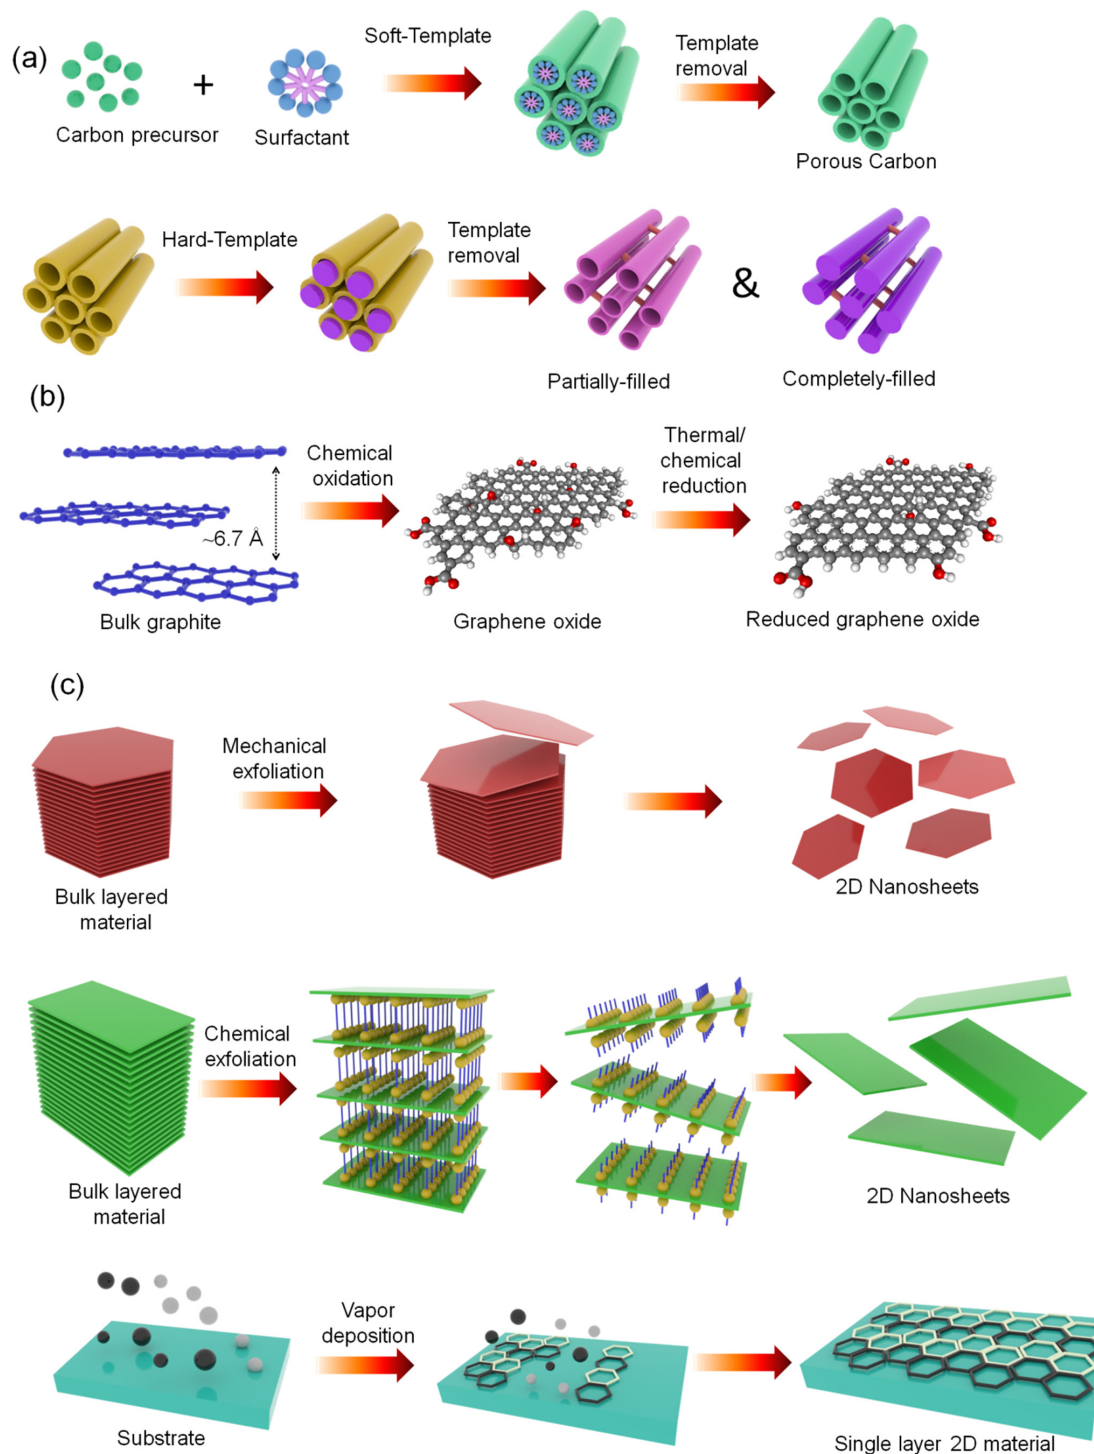 (a)
Soft-Template
Template
removal
+
Carbon precursor
Surfactant
Porous Carbon
Hard-Template
Template
removal
&
Partially-filled
Completely-filled
(b)
Chemical
oxidation
Thermal/
chemical
reduction
~6.7 Å
Bulk graphite
Graphene oxide
Reduced graphene oxide
(c)
Mechanical
exfoliation
Bulk layered
material
2D Nanosheets
Chemical
exfoliation
Bulk layered
material
2D Nanosheets
Vapor
deposition
Substrate
Single layer 2D material